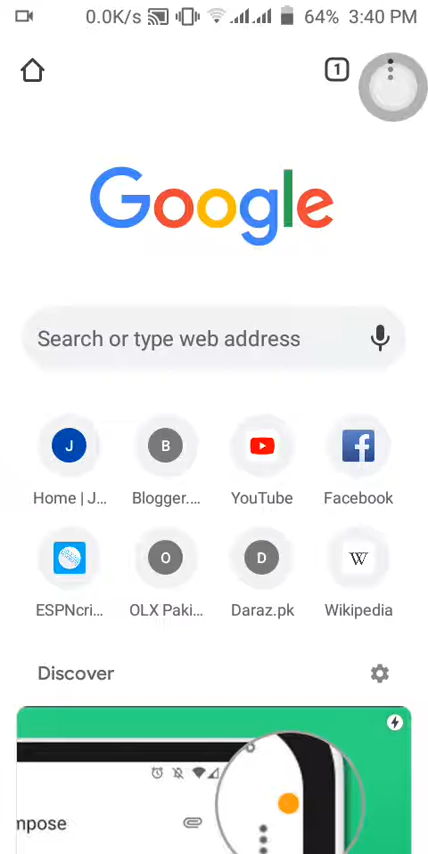 0.0K/s 64% 3:40 PM
1
Google
Search or type web address
J B
Home | J... Blogger.... YouTube Facebook
O D W
ESPNcri... OLX Paki... Daraz.pk Wikipedia
Discover
npose